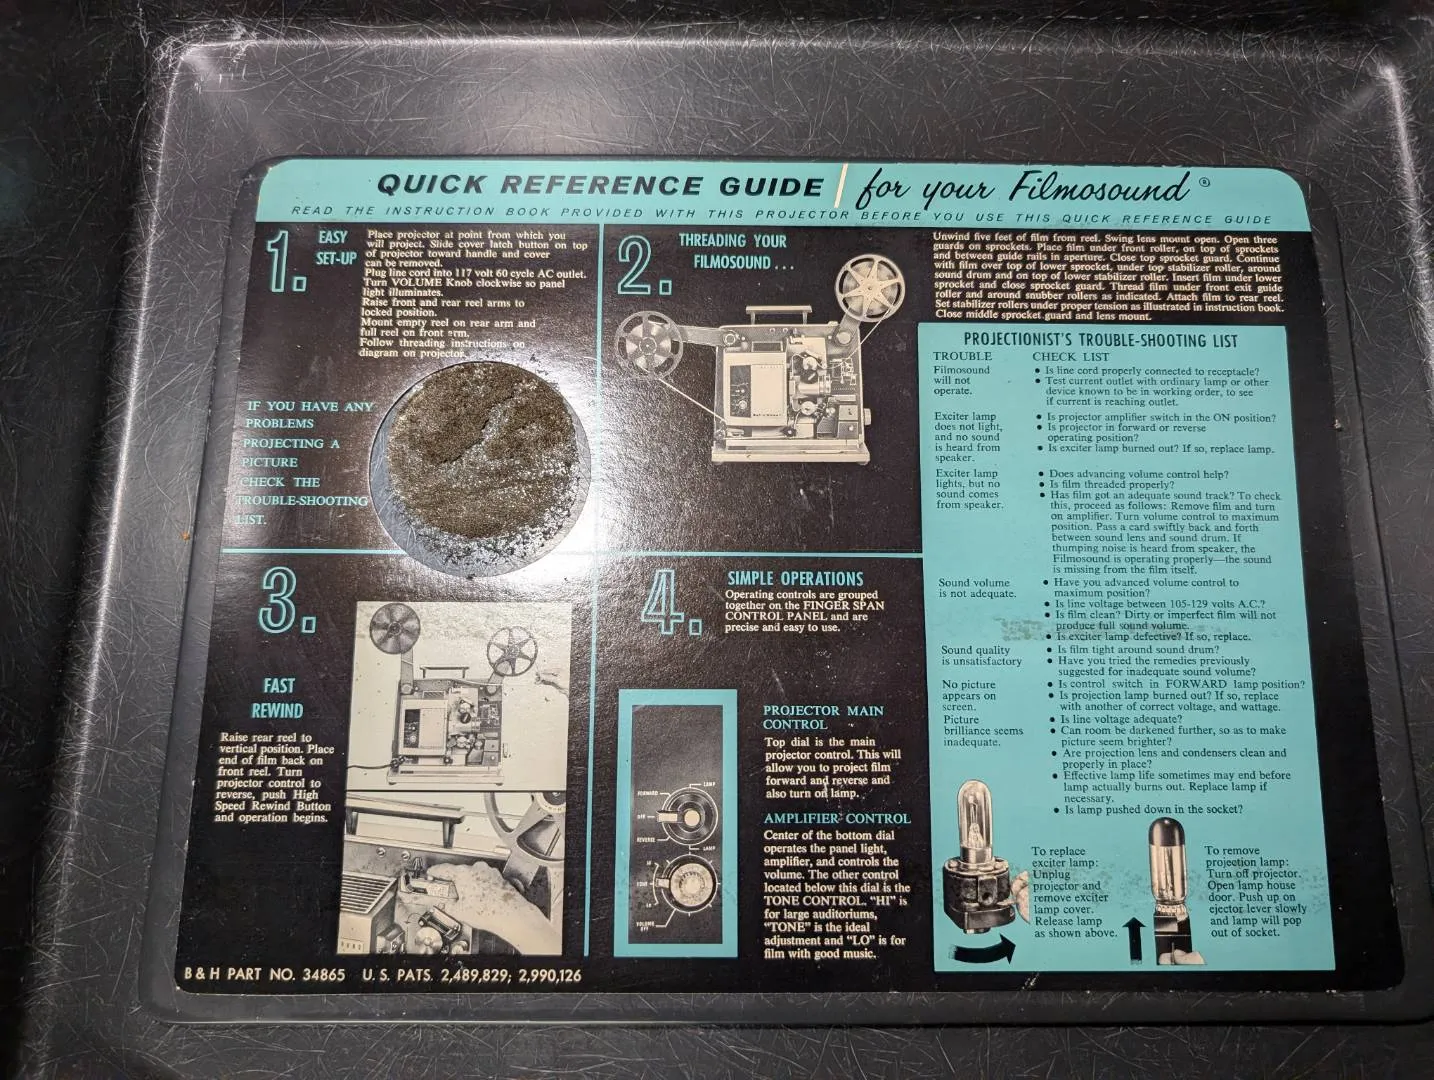 QUICK REFERENCE GUIDE for your Filmosound ®
READ THE INSTRUCTION BOOK PROVIDED WITH THIS PROJECTOR BEFORE YOU USE THIS QUICK REFERENCE GUIDE
1.
EASY
SET-UP
Place projector at point from which you
will project. Slide cover latch button on top
of projector toward handle and cover
can be removed.
Plug line cord into 117 volt 60 cycle AC outlet.
Turn VOLUME Knob clockwise so panel
light illuminates.
Raise front and rear reel arms to
locked position.
Mount empty reel on rear arm and
full reel on front arm.
Follow threading instructions on
diagram on projector.
IF YOU HAVE ANY
PROBLEMS
PROJECTING A
PICTURE
CHECK THE
TROUBLE-SHOOTING
LIST.
2.
THREADING YOUR
FILMOSOUND ...
Unwind five feet of film from reel. Swing lens mount open. Open three
guards on sprockets. Place film under front roller, on top of sprockets
and between guide rails in aperture. Close top sprocket guard. Continue
with film over top of lower sprocket, under top stabilizer roller, around
sound drum and on top of lower stabilizer roller. Insert film under lower
sprocket and close sprocket guard. Thread film under front exit guide
roller and around snubber rollers as indicated. Attach film to rear reel.
Set stabilizer rollers under proper tension as illustrated in instruction book.
Close middle sprocket guard and lens mount.
3.
FAST
REWIND
Raise rear reel to
vertical position. Place
end of film back on
front reel. Turn
projector control to
reverse, push High
Speed Rewind Button
and operation begins.
4.
SIMPLE OPERATIONS
Operating controls are grouped
together on the FINGER SPAN
CONTROL PANEL and are
precise and easy to use.
LAMP
FORWARD
OFF
REVERSE
LAMP
HI
TONE
LO
VOLUME
OFF
PROJECTOR MAIN
CONTROL
Top dial is the main
projector control. This will
allow you to project film
forward and reverse and
also turn on lamp.
AMPLIFIER CONTROL
Center of the bottom dial
operates the panel light,
amplifier, and controls the
volume. The other control
located below this dial is the
TONE CONTROL. "HI" is
for large auditoriums,
"TONE" is the ideal
adjustment and "LO" is for
film with good music.
PROJECTIONIST'S TROUBLE-SHOOTING LIST
TROUBLE CHECK LIST
Filmosound
will not
operate.
• Is line cord properly connected to receptacle?
• Test current outlet with ordinary lamp or other
device known to be in working order, to see
if current is reaching outlet.
Exciter lamp
does not light,
and no sound
is heard from
speaker.
• Is projector amplifier switch in the ON position?
• Is projector in forward or reverse
operating position?
• Is exciter lamp burned out? If so, replace lamp.
Exciter lamp
lights, but no
sound comes
from speaker.
• Does advancing volume control help?
• Is film threaded properly?
• Has film got an adequate sound track? To check
this, proceed as follows: Remove film and turn
on amplifier. Turn volume control to maximum
position. Pass a card swiftly back and forth
between sound lens and sound drum. If
thumping noise is heard from speaker, the
Filmosound is operating properly—the sound
is missing from the film itself.
Sound volume
is not adequate.
• Have you advanced volume control to
maximum position?
• Is line voltage between 105-129 volts A.C.?
• Is film clean? Dirty or imperfect film will not
produce full sound volume.
• Is exciter lamp defective? If so, replace.
Sound quality
is unsatisfactory
• Is film tight around sound drum?
• Have you tried the remedies previously
suggested for inadequate sound volume?
No picture
appears on
screen.
• Is control switch in FORWARD lamp position?
• Is projection lamp burned out? If so, replace
with another of correct voltage, and wattage.
Picture
brilliance seems
inadequate.
• Is line voltage adequate?
• Can room be darkened further, so as to make
picture seem brighter?
• Are projection lens and condensers clean and
properly in place?
• Effective lamp life sometimes may end before
lamp actually burns out. Replace lamp if
necessary.
• Is lamp pushed down in the socket?
To replace
exciter lamp:
Unplug
projector and
remove exciter
lamp cover.
Release lamp
as shown above.
To remove
projection lamp:
Turn off projector.
Open lamp house
door. Push up on
ejector lever slowly
and lamp will pop
out of socket.
B & H PART NO. 34865 U. S. PATS. 2,489,829; 2,990,126